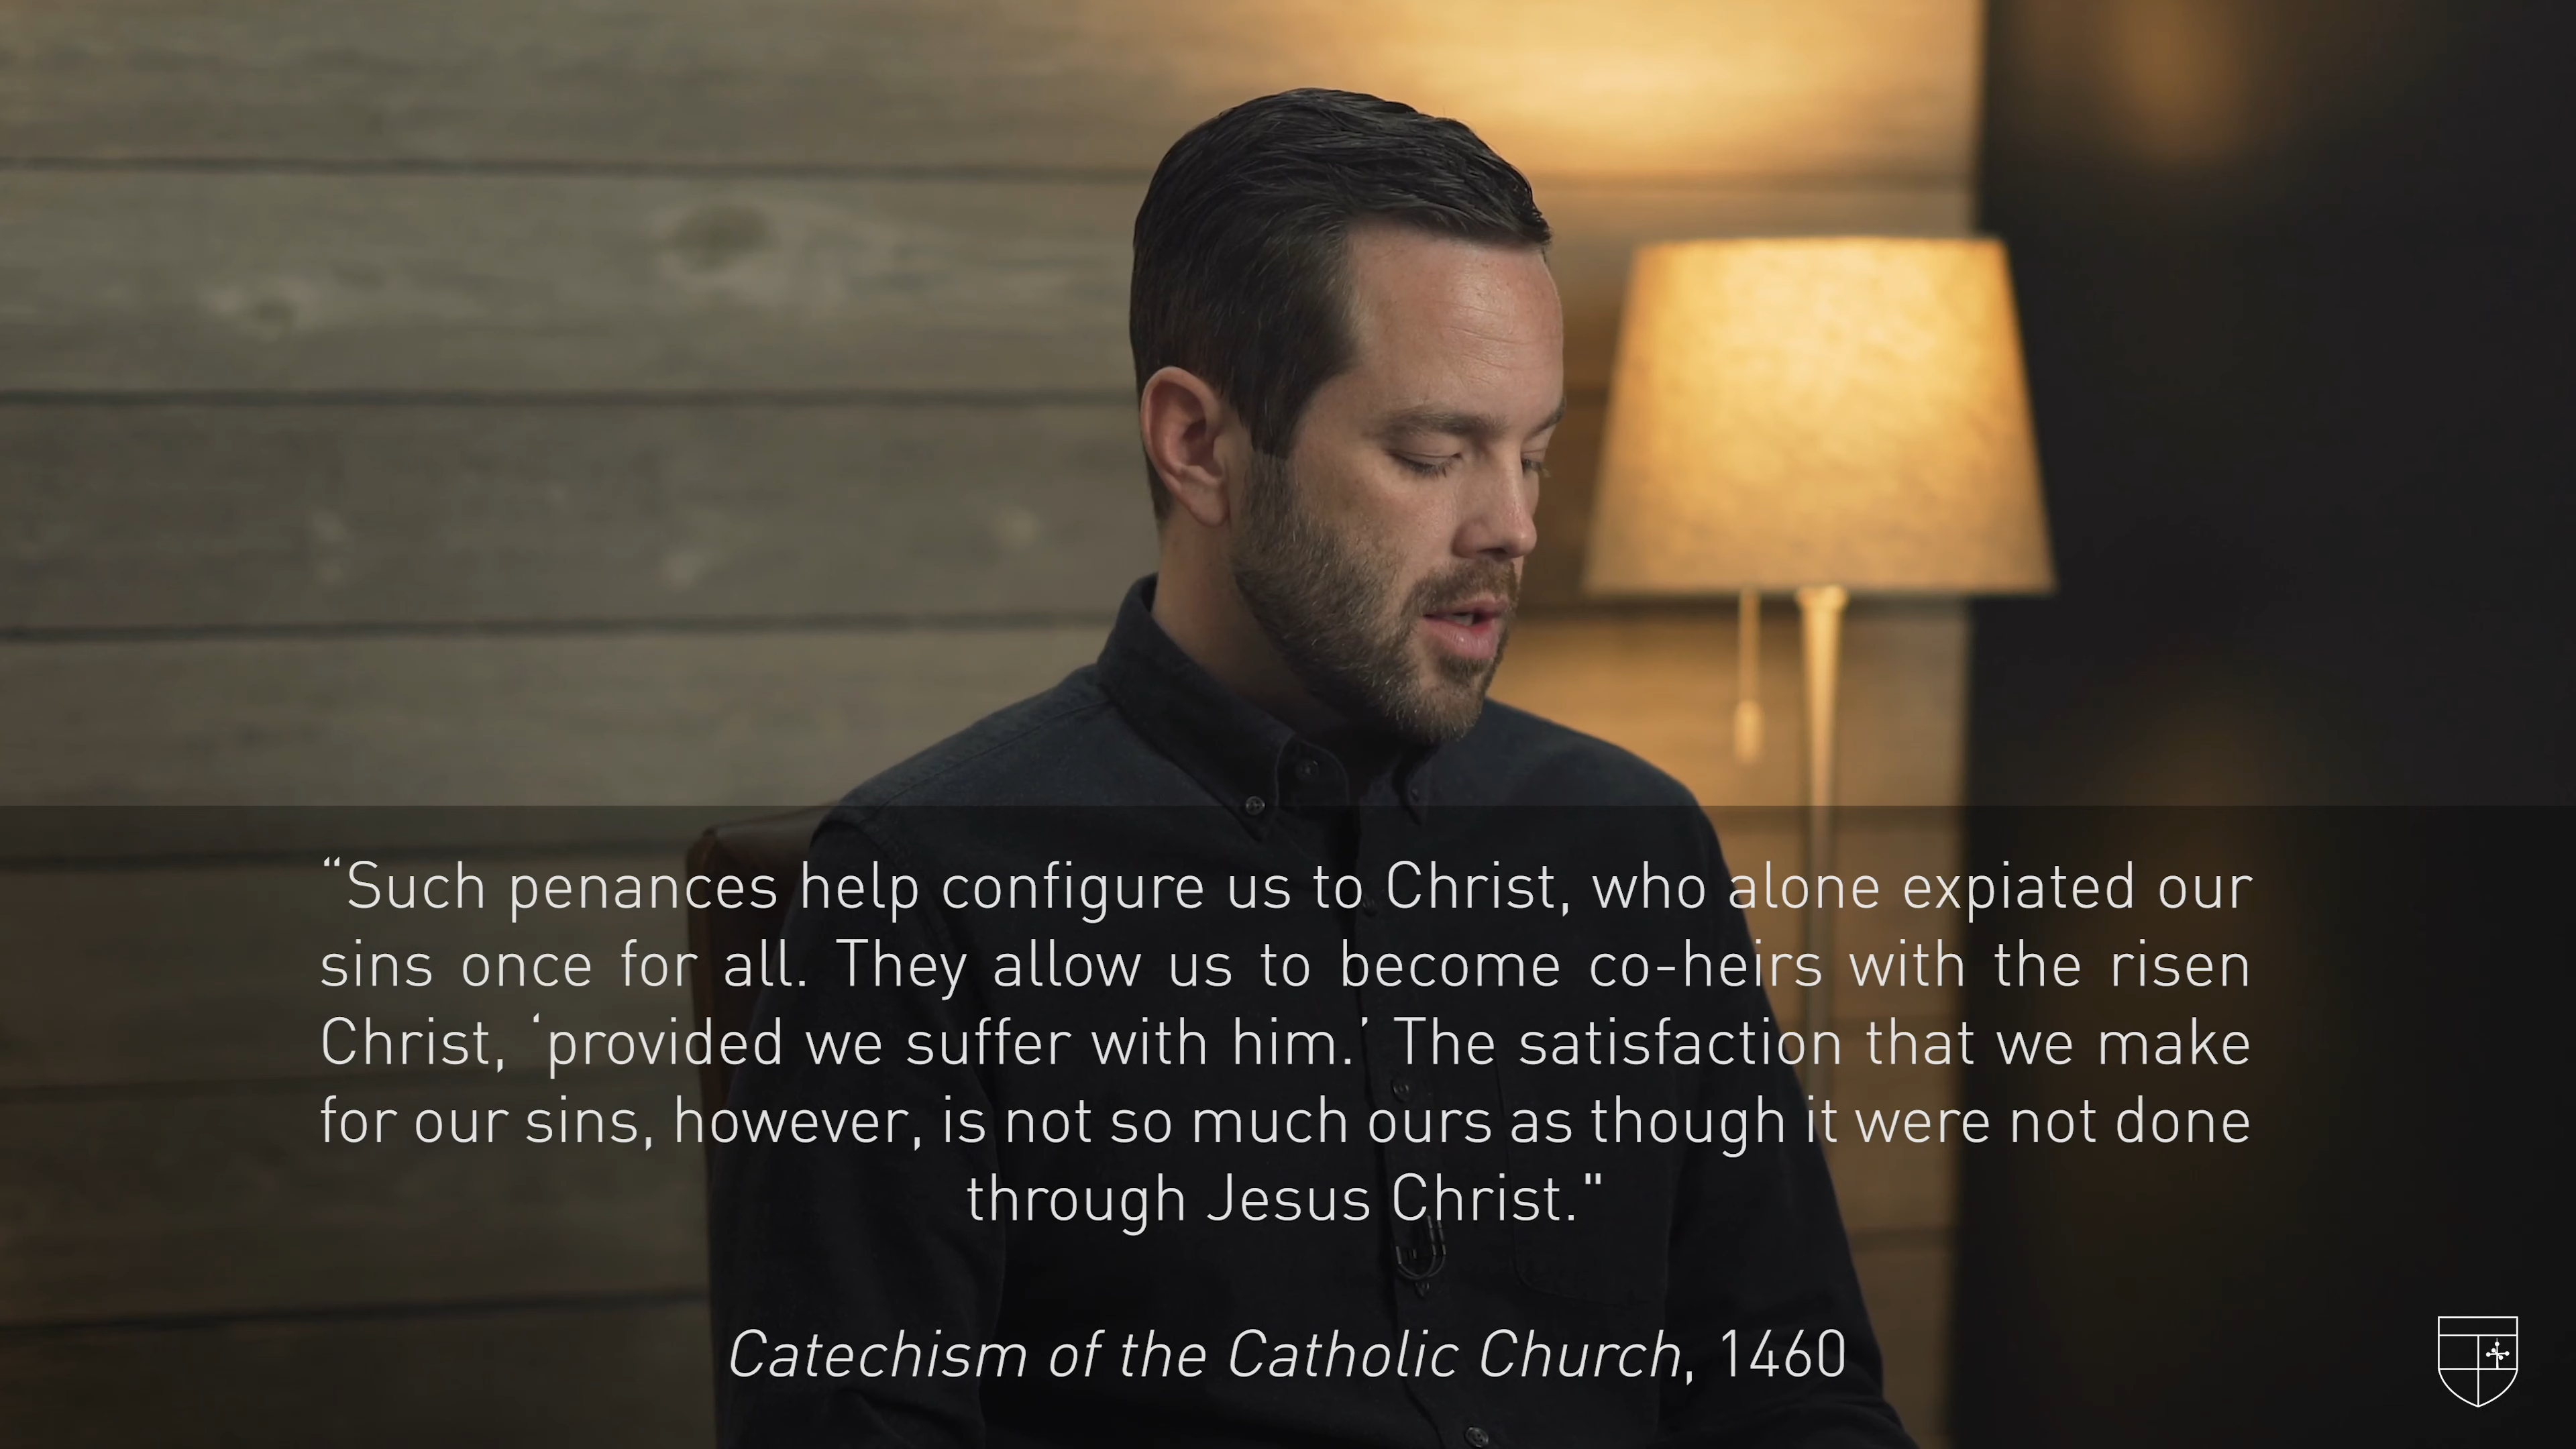 “Such penances help configure us to Christ, who alone expiated our
sins once for all. They allow us to become co-heirs with the risen
Christ, ‘provided we suffer with him.’ The satisfaction that we make
for our sins, however, is not so much ours as though it were not done
through Jesus Christ."
Catechism of the Catholic Church, 1460